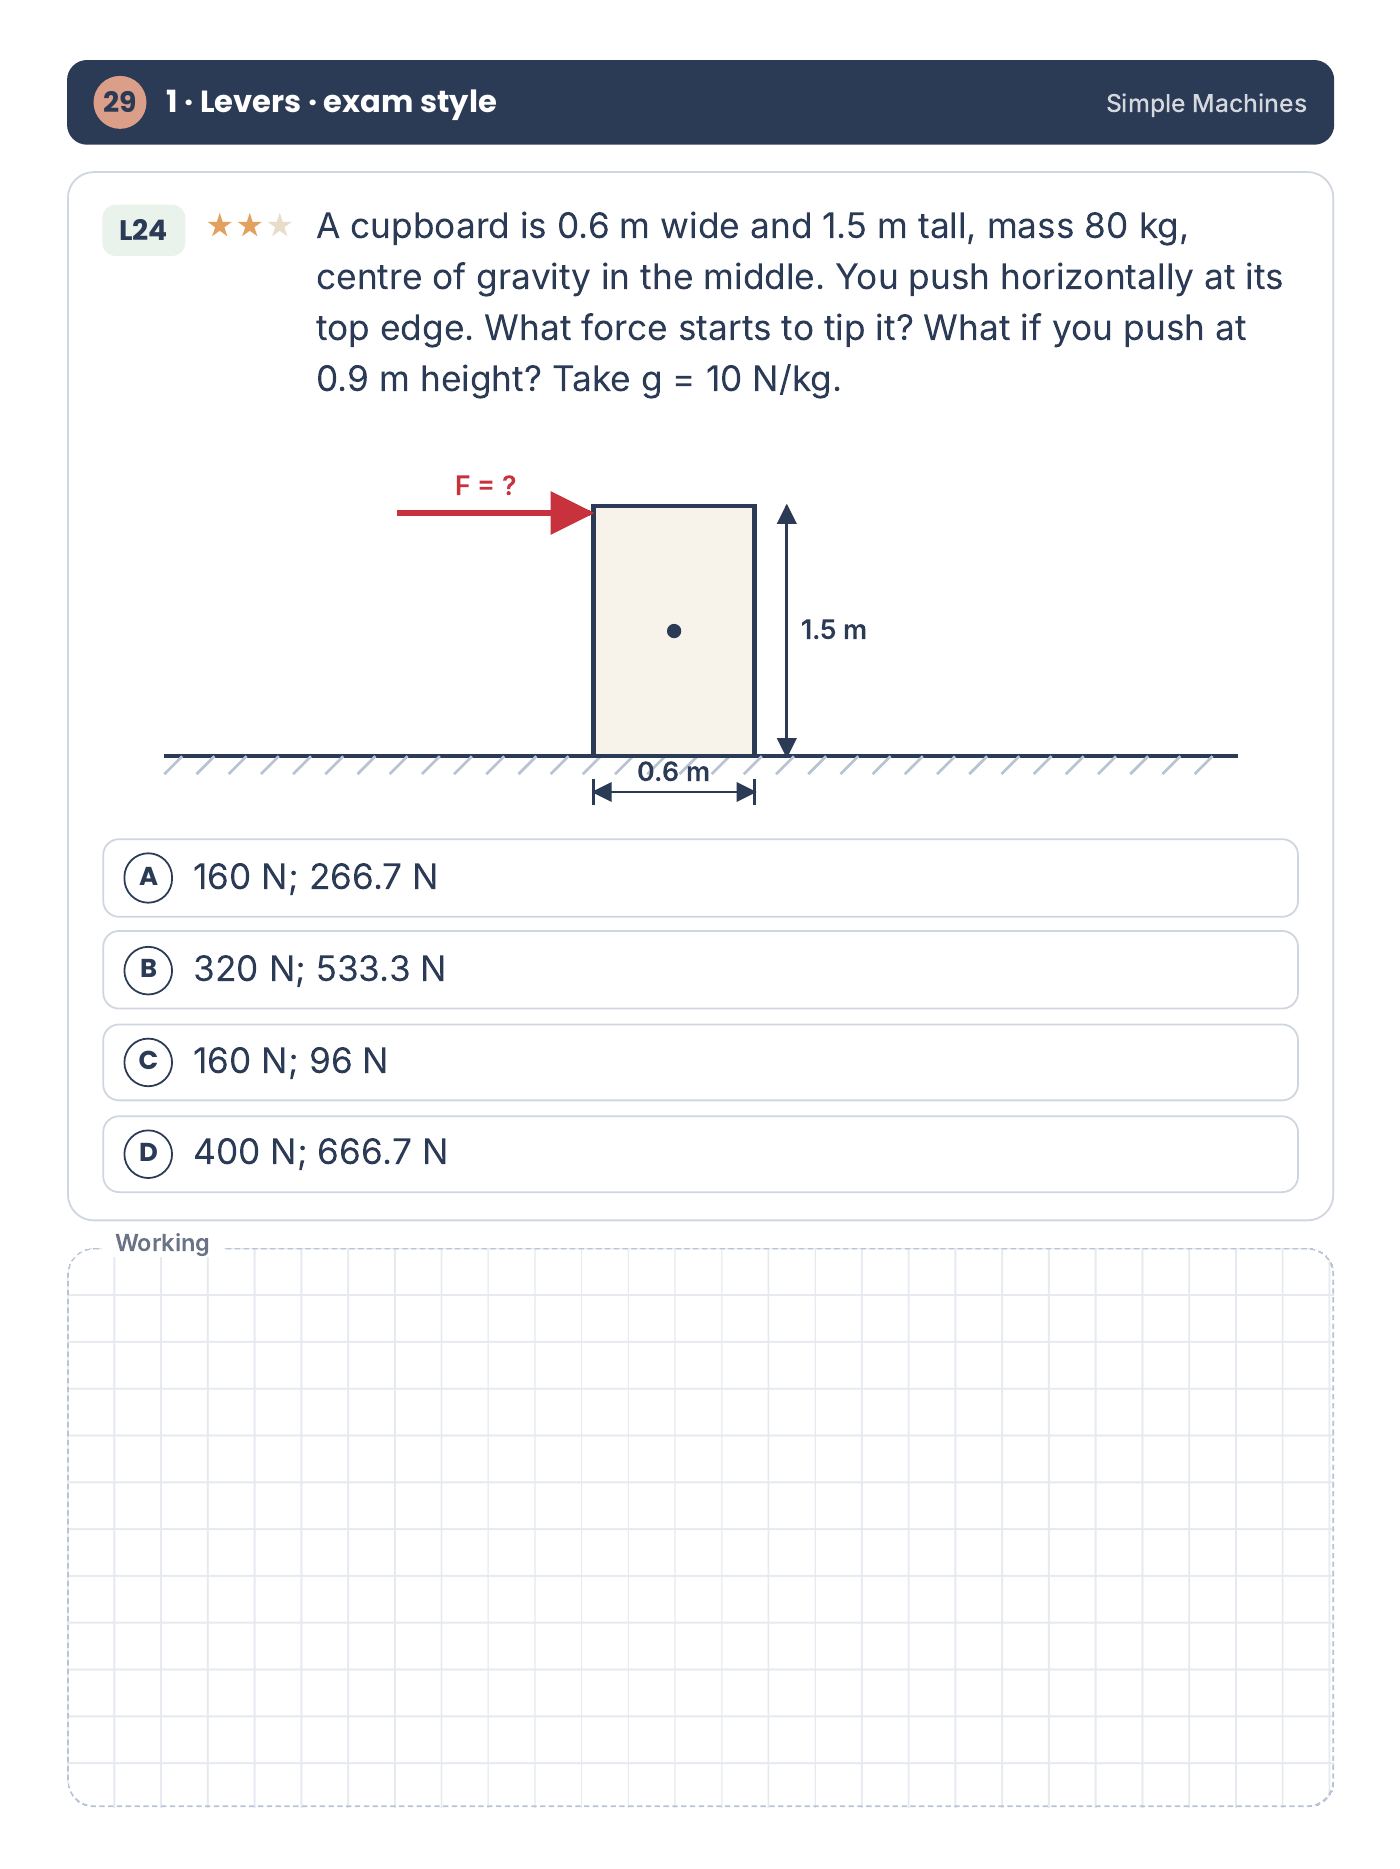 29 1 · Levers · exam style Simple Machines
L24 ★★★ A cupboard is 0.6 m wide and 1.5 m tall, mass 80 kg,
centre of gravity in the middle. You push horizontally at its
top edge. What force starts to tip it? What if you push at
0.9 m height? Take g = 10 N/kg.
F = ?
1.5 m
0.6 m
A 160 N; 266.7 N
B 320 N; 533.3 N
C 160 N; 96 N
D 400 N; 666.7 N
Working